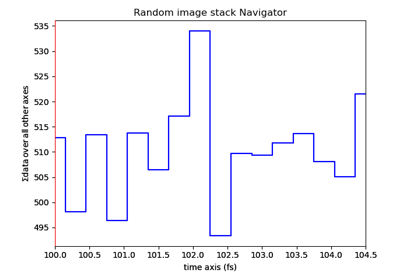 Random image stack Navigator
535
530
525
520
515
510
505
500
495
Σdata over all other axes
100.0 100.5 101.0 101.5 102.0 102.5 103.0 103.5 104.0 104.5
time axis (fs)